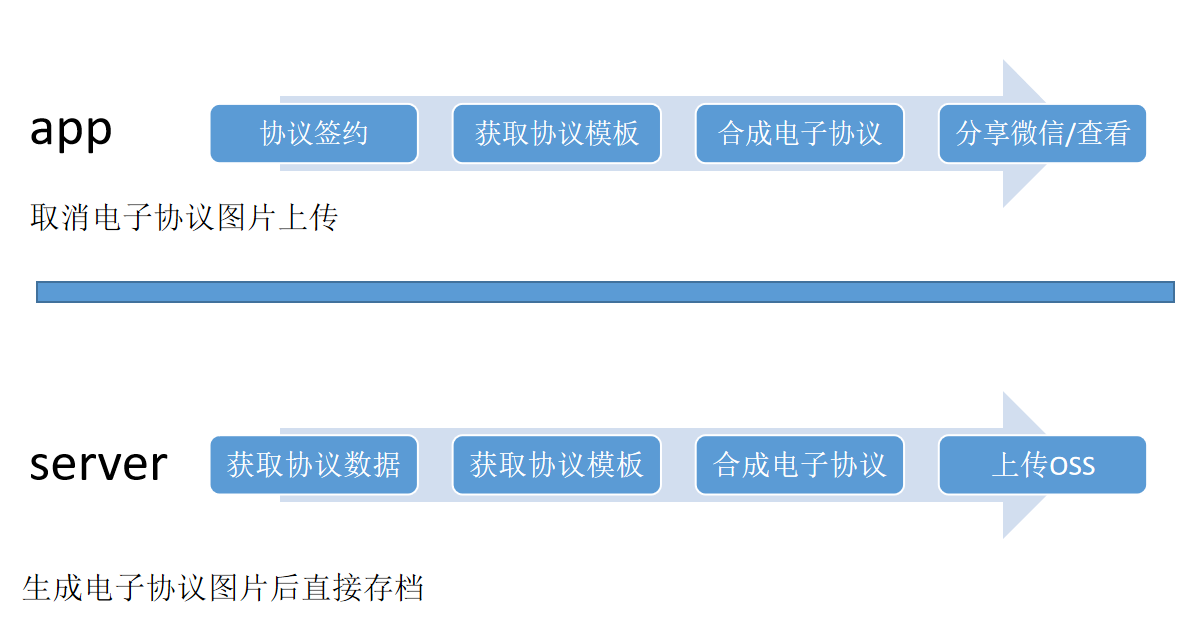 app
协议签约
获取协议模板
合成电子协议
分享微信/查看
取消电子协议图片上传
server
获取协议数据
获取协议模板
合成电子协议
上传oss
生成电子协议图片后直接存档